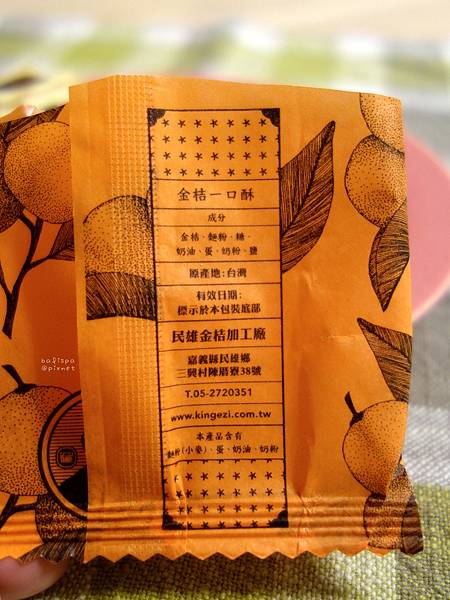 金桔一口酥
成分
金桔、麵粉、糖、
奶油、蛋、奶粉、鹽
原產地:台灣
有效日期:
標示於本包裝底部
民雄金桔加工廠
嘉義縣民雄鄉
三興村陳厝寮38號
T.05-2720351
www.kingezi.com.tw
本產品含有
麵粉(小麥)、蛋、奶油、奶粉
bafispa
@pixnet